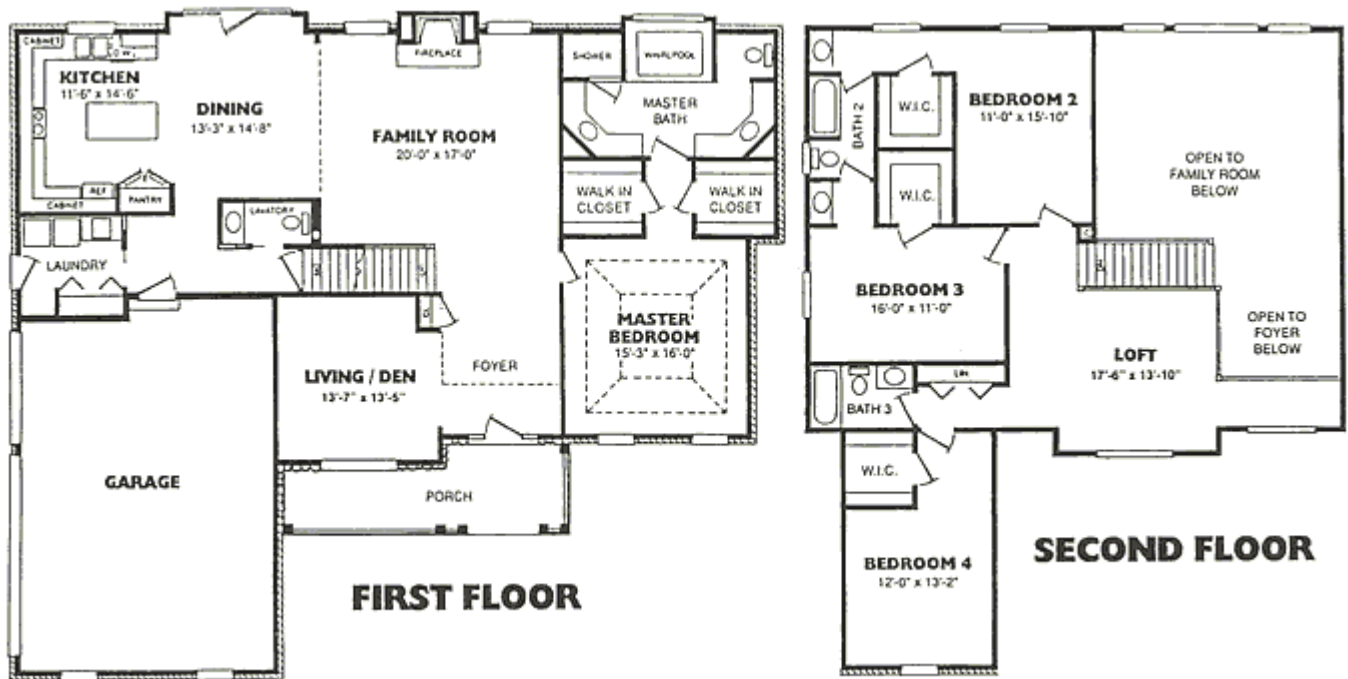 CABINET
D.W.
KITCHEN
11'-6" x 14'-6"
DINING
13'-3" x 14'-8"
REF
CABINET
PANTRY
FIREPLACE
FAMILY ROOM
20'-0" x 17'-0"
SHOWER
WHIRLPOOL
MASTER
BATH
WALK IN
CLOSET
WALK IN
CLOSET
LAVATORY
LAUNDRY
UP
MASTER
BEDROOM
15'-3" x 16'-0"
FOYER
LIVING / DEN
13'-7" x 13'-5"
GARAGE
PORCH
FIRST FLOOR
BATH 2
W.I.C.
BEDROOM 2
11'-0" x 15'-10"
W.I.C.
OPEN TO
FAMILY ROOM
BELOW
BEDROOM 3
16'-0" x 11'-0"
OPEN TO
FOYER
BELOW
LOFT
17'-6" x 13'-10"
LIN
BATH 3
W.I.C.
BEDROOM 4
12'-0" x 13'-2"
SECOND FLOOR